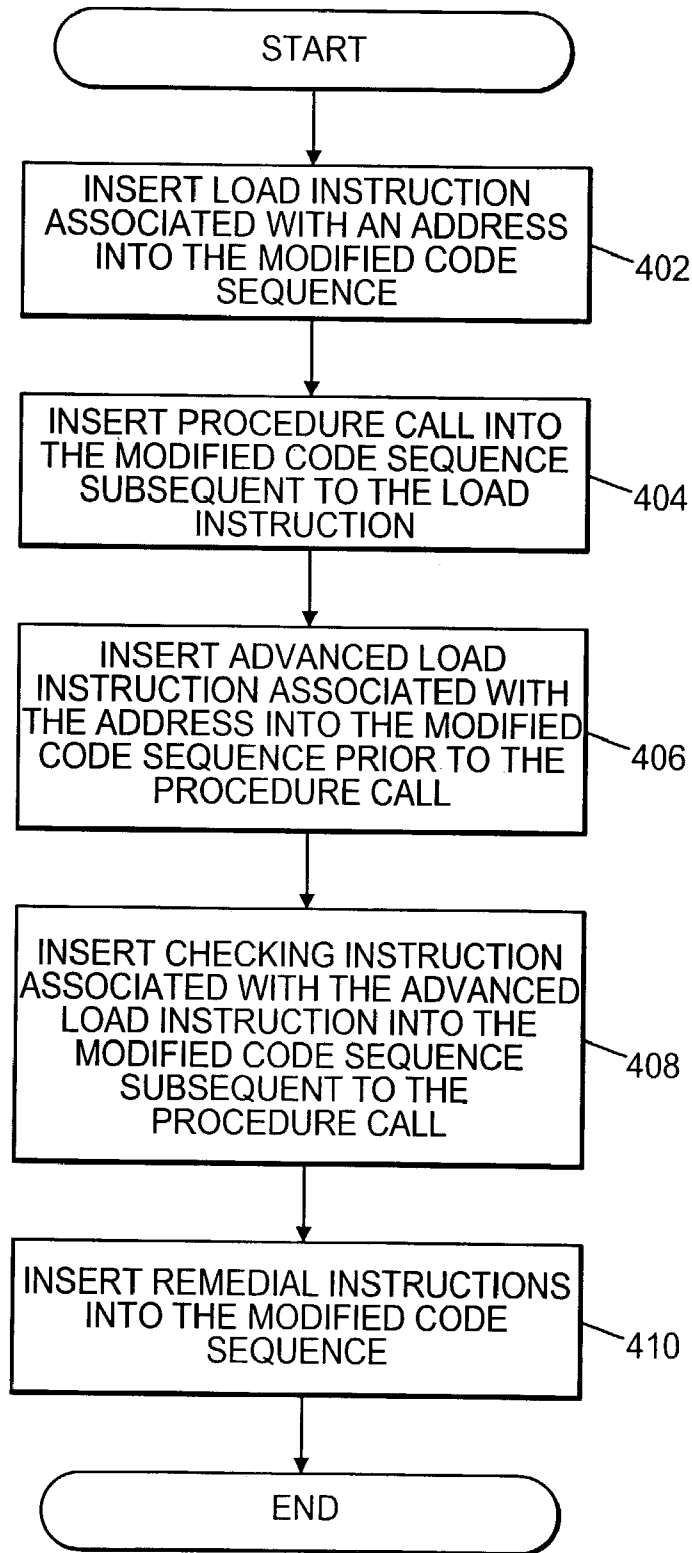 START
INSERT LOAD INSTRUCTION
ASSOCIATED WITH AN ADDRESS
INTO THE MODIFIED CODE
SEQUENCE
402
INSERT PROCEDURE CALL INTO
THE MODIFIED CODE SEQUENCE
SUBSEQUENT TO THE LOAD
INSTRUCTION
404
INSERT ADVANCED LOAD
INSTRUCTION ASSOCIATED WITH
THE ADDRESS INTO THE MODIFIED
CODE SEQUENCE PRIOR TO THE
PROCEDURE CALL
406
INSERT CHECKING INSTRUCTION
ASSOCIATED WITH THE ADVANCED
LOAD INSTRUCTION INTO THE
MODIFIED CODE SEQUENCE
SUBSEQUENT TO THE
PROCEDURE CALL
408
INSERT REMEDIAL INSTRUCTIONS
INTO THE MODIFIED CODE
SEQUENCE
410
END